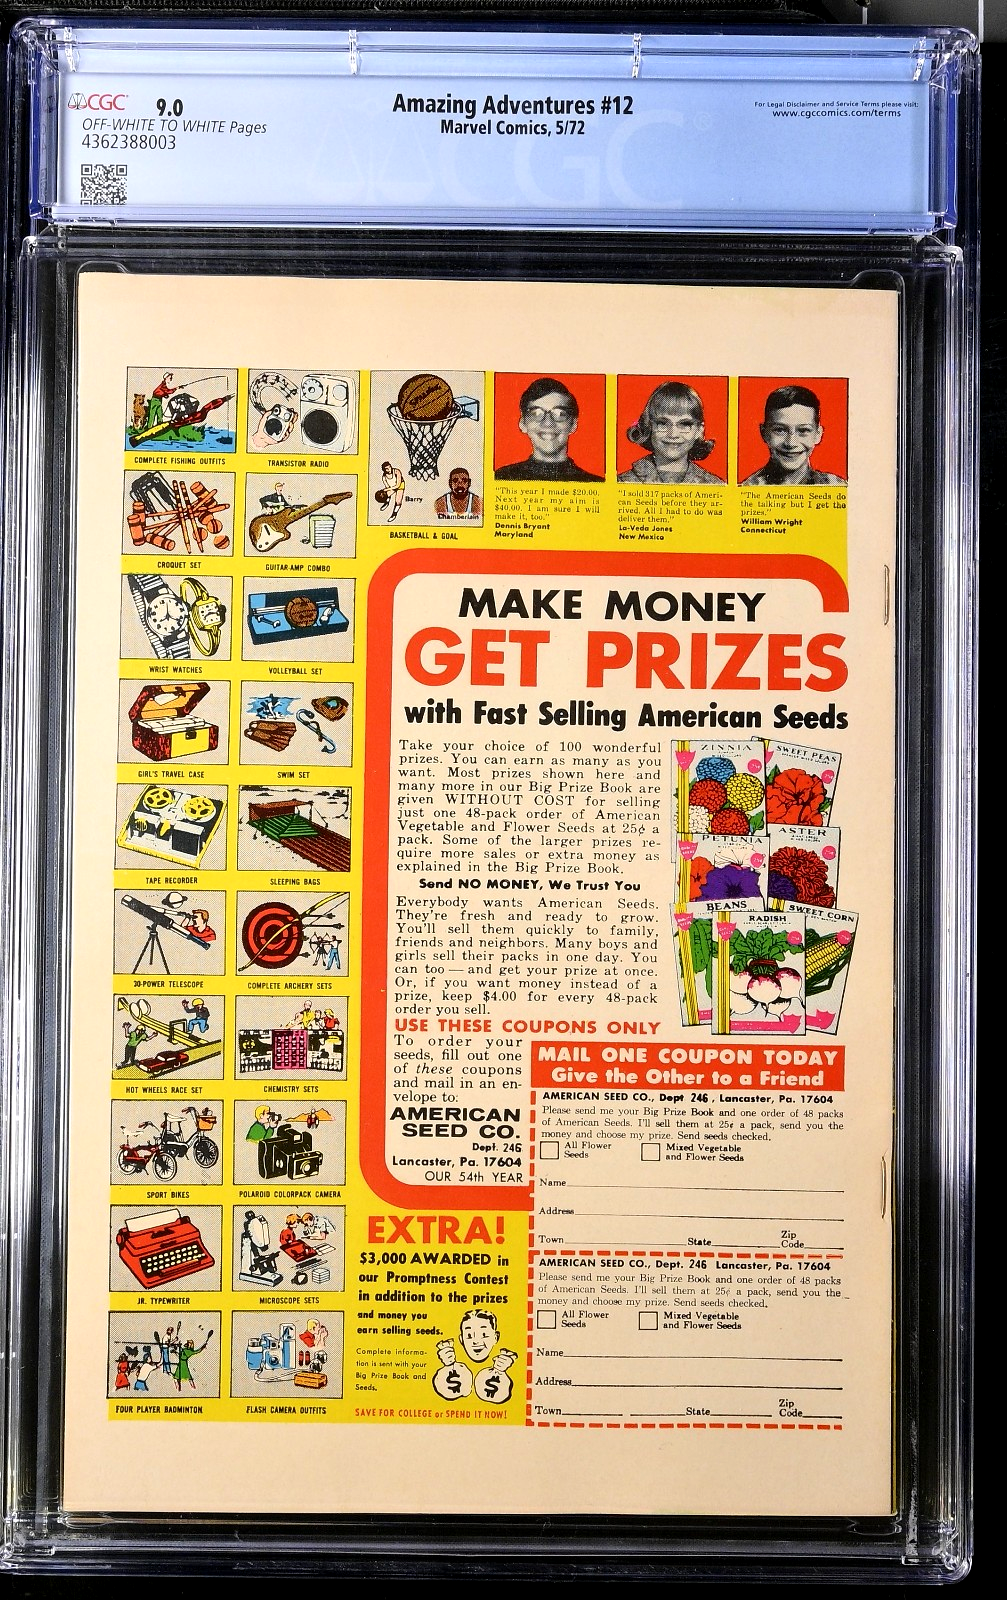 CGC 9.0
OFF-WHITE TO WHITE Pages
4362388003
Amazing Adventures #12
Marvel Comics, 5/72
For Legal Disclaimer and Service Terms please visit:
www.cgccomics.com/terms
CGC
COMPLETE FISHING OUTFITS
TRANSISTOR RADIO
CROQUET SET
GUITAR-AMP COMBO
WRIST WATCHES
VOLLEYBALL SET
GIRL'S TRAVEL CASE
SWIM SET
TAPE RECORDER
SLEEPING BAGS
30-POWER TELESCOPE
COMPLETE ARCHERY SETS
HOT WHEELS RACE SET
CHEMISTRY SETS
SPORT BIKES
POLAROID COLORPACK CAMERA
JR. TYPEWRITER
MICROSCOPE SETS
FOUR PLAYER BADMINTON
FLASH CAMERA OUTFITS
Barry
Chamberlain
BASKETBALL & GOAL
"This year I made $20.00.
Next year my aim is
$40.00. I am sure I will
make it, too."
Dennis Bryant
Maryland
"I sold 317 packs of Ameri-
can Seeds before they ar-
rived. All I had to do was
deliver them."
La-Veda Jones
New Mexico
"The American Seeds do
the talking but I get the
prizes."
William Wright
Connecticut
MAKE MONEY
GET PRIZES
with Fast Selling American Seeds
Take your choice of 100 wonderful
prizes. You can earn as many as you
want. Most prizes shown here and
many more in our Big Prize Book are
given WITHOUT COST for selling
just one 48-pack order of American
Vegetable and Flower Seeds at 25¢ a
pack. Some of the larger prizes re-
quire more sales or extra money as
explained in the Big Prize Book.
Send NO MONEY, We Trust You
Everybody wants American Seeds.
They're fresh and ready to grow.
You'll sell them quickly to family,
friends and neighbors. Many boys and
girls sell their packs in one day. You
can too — and get your prize at once.
Or, if you want money instead of a
prize, keep $4.00 for every 48-pack
order you sell.
ZINNIA
SWEET PEAS
PETUNIA
ASTER
BEANS
RADISH
SWEET CORN
USE THESE COUPONS ONLY
To order your
seeds, fill out one
of these coupons
and mail in an en-
velope to:
AMERICAN
SEED CO.
Dept. 246
Lancaster, Pa. 17604
OUR 54th YEAR
EXTRA!
$3,000 AWARDED in
our Promptness Contest
in addition to the prizes
and money you
earn selling seeds.
Complete informa-
tion is sent with your
Big Prize Book and
Seeds.
$ $
SAVE FOR COLLEGE or SPEND IT NOW!
MAIL ONE COUPON TODAY
Give the Other to a Friend
AMERICAN SEED CO., Dept 246, Lancaster, Pa. 17604
Please send me your Big Prize Book and one order of 48 packs
of American Seeds. I'll sell them at 25¢ a pack, send you the
money and choose my prize. Send seeds checked.
All Flower
Seeds
Mixed Vegetable
and Flower Seeds
Name
Address
Town State Zip
Code
AMERICAN SEED CO., Dept. 246 Lancaster, Pa. 17604
Please send me your Big Prize Book and one order of 48 packs
of American Seeds. I'll sell them at 25¢ a pack, send you the
money and choose my prize. Send seeds checked.
All Flower
Seeds
Mixed Vegetable
and Flower Seeds
Name
Address
Town State Zip
Code